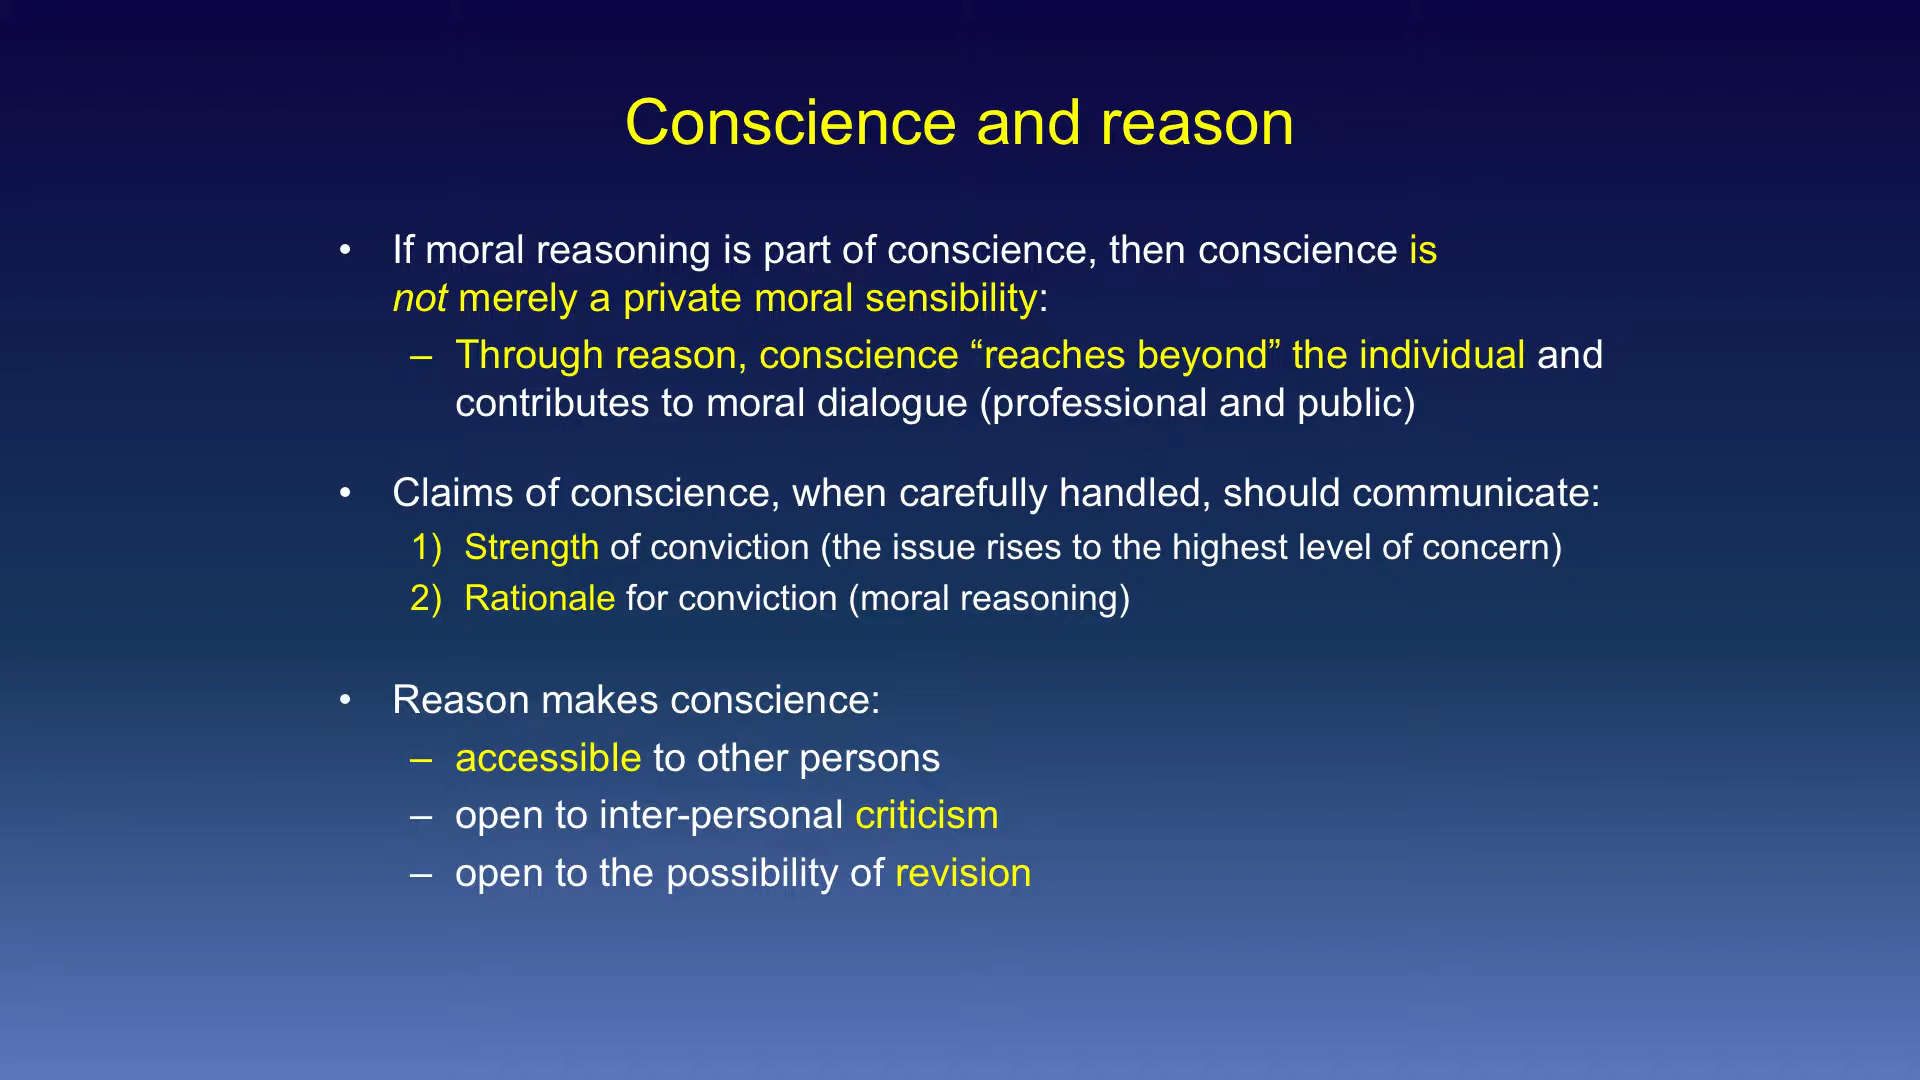 Conscience and reason
• If moral reasoning is part of conscience, then conscience is
not merely a private moral sensibility:
– Through reason, conscience “reaches beyond” the individual and
contributes to moral dialogue (professional and public)
• Claims of conscience, when carefully handled, should communicate:
1) Strength of conviction (the issue rises to the highest level of concern)
2) Rationale for conviction (moral reasoning)
• Reason makes conscience:
– accessible to other persons
– open to inter-personal criticism
– open to the possibility of revision